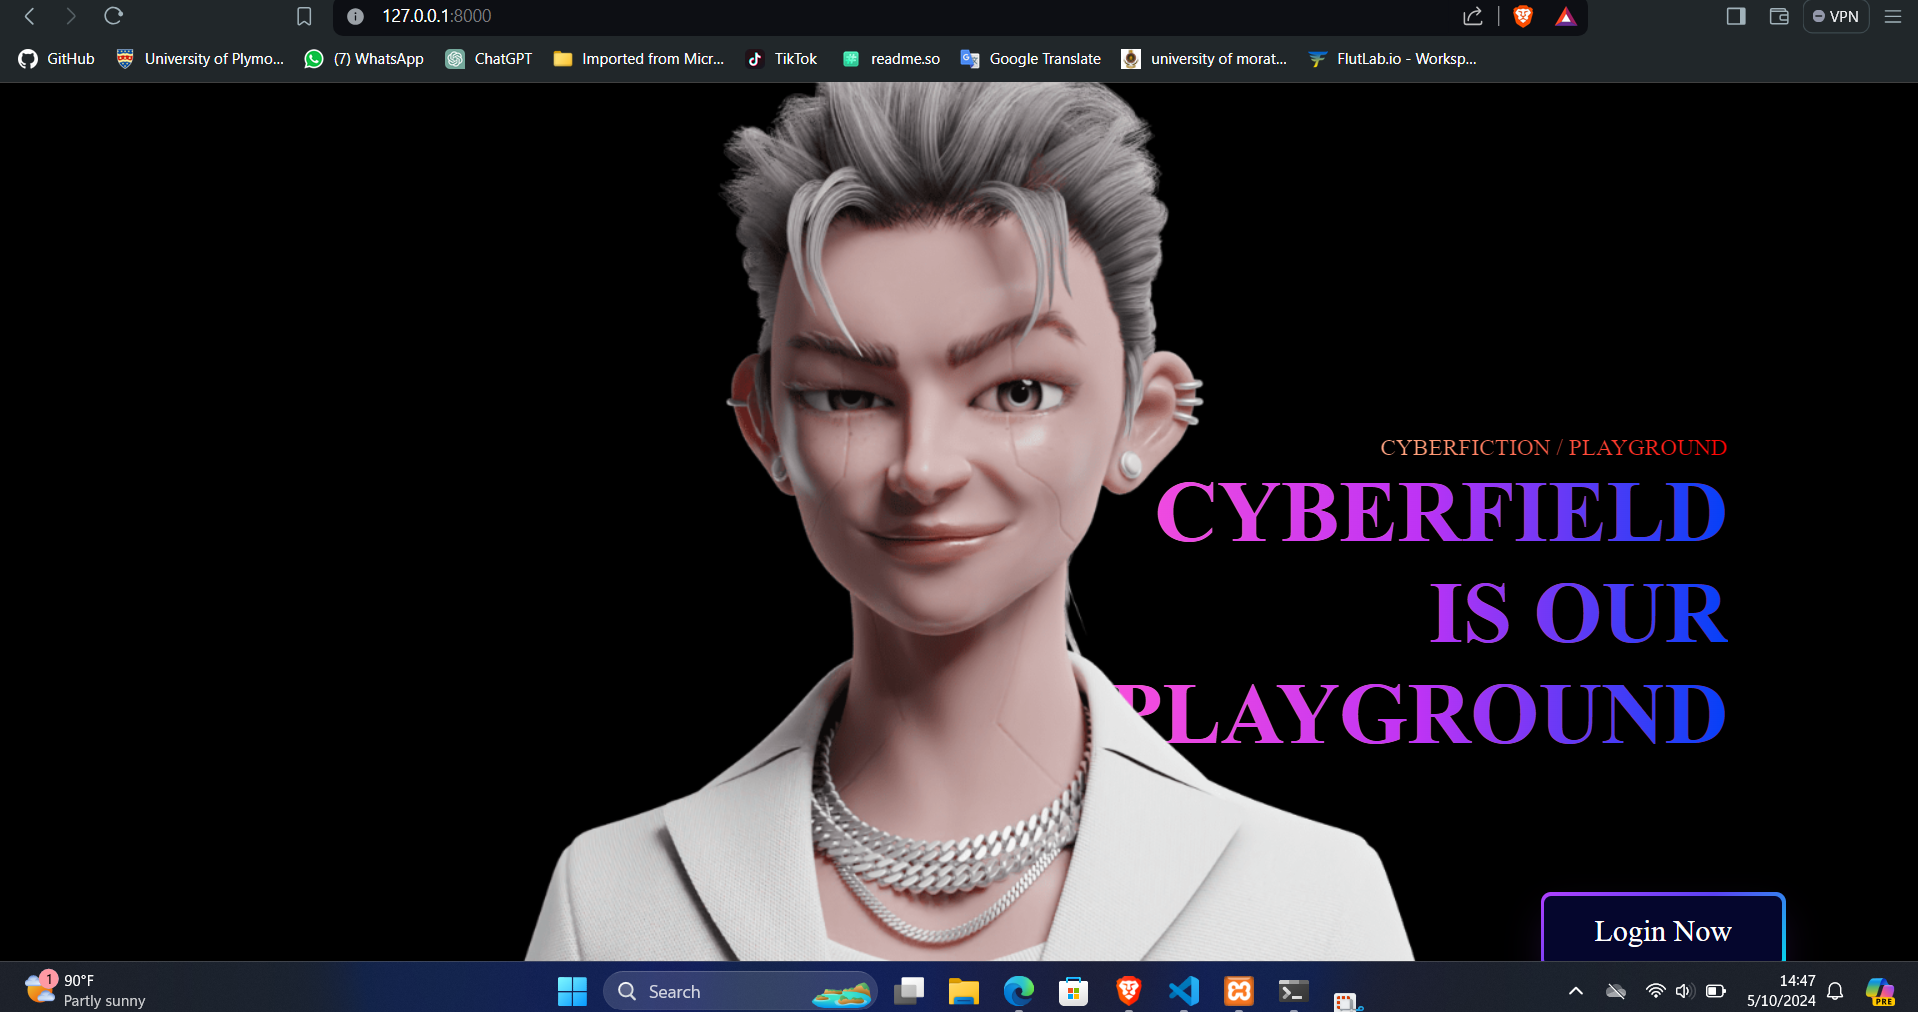 127.0.0.1:8000
VPN
GitHub University of Plymo... (7) WhatsApp ChatGPT Imported from Micr... TikTok readme.so Google Translate university of morat... FlutLab.io - Worksp...
CYBERFICTION / PLAYGROUND
CYBERFIELD
IS OUR
PLAYGROUND
Login Now
1
90°F
Partly sunny
Search
14:47
5/10/2024
PRE